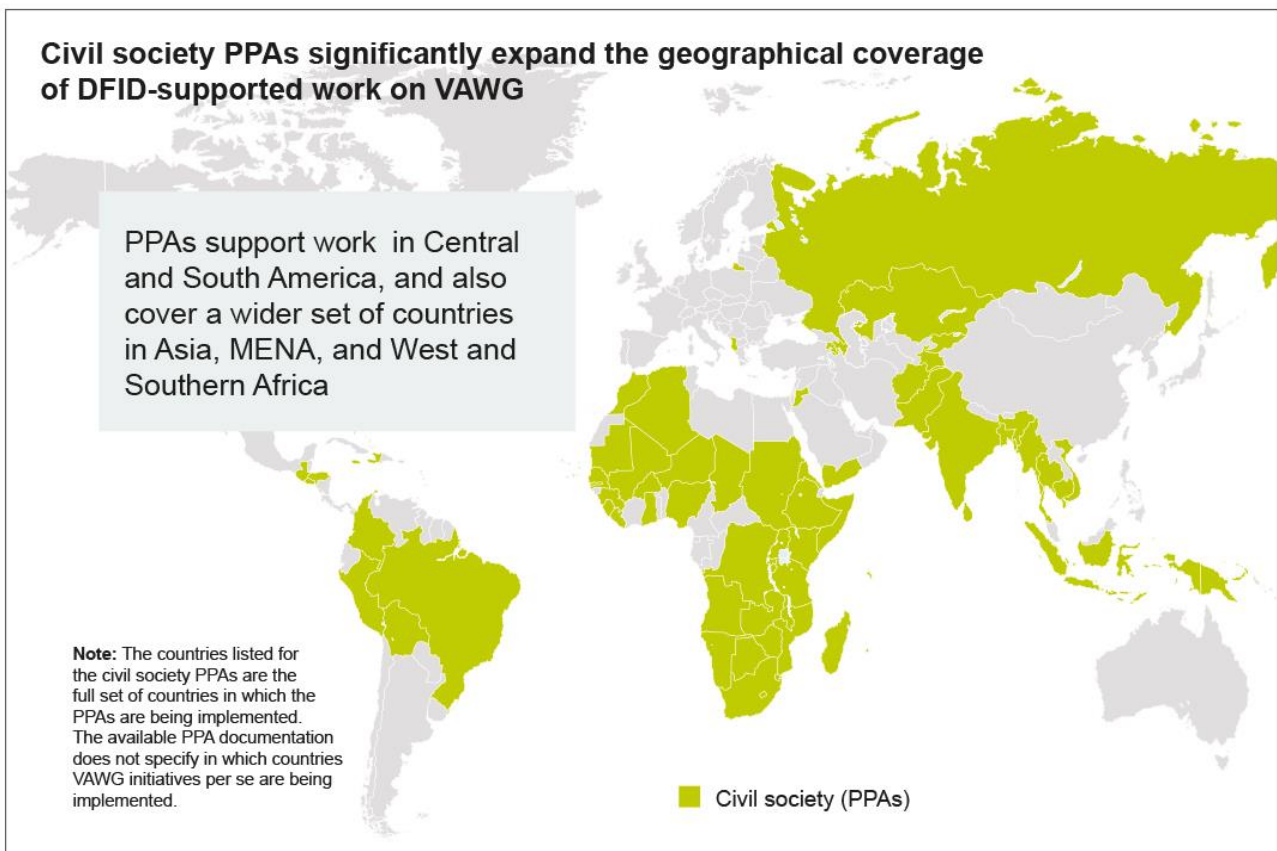 Civil society PPAs significantly expand the geographical coverage
of DFID-supported work on VAWG
PPAs support work in Central
and South America, and also
cover a wider set of countries
in Asia, MENA, and West and
Southern Africa
Note: The countries listed for
the civil society PPAs are the
full set of countries in which the
PPAs are being implemented.
The available PPA documentation
does not specify in which countries
VAWG initiatives per se are being
implemented.
Civil society (PPAs)